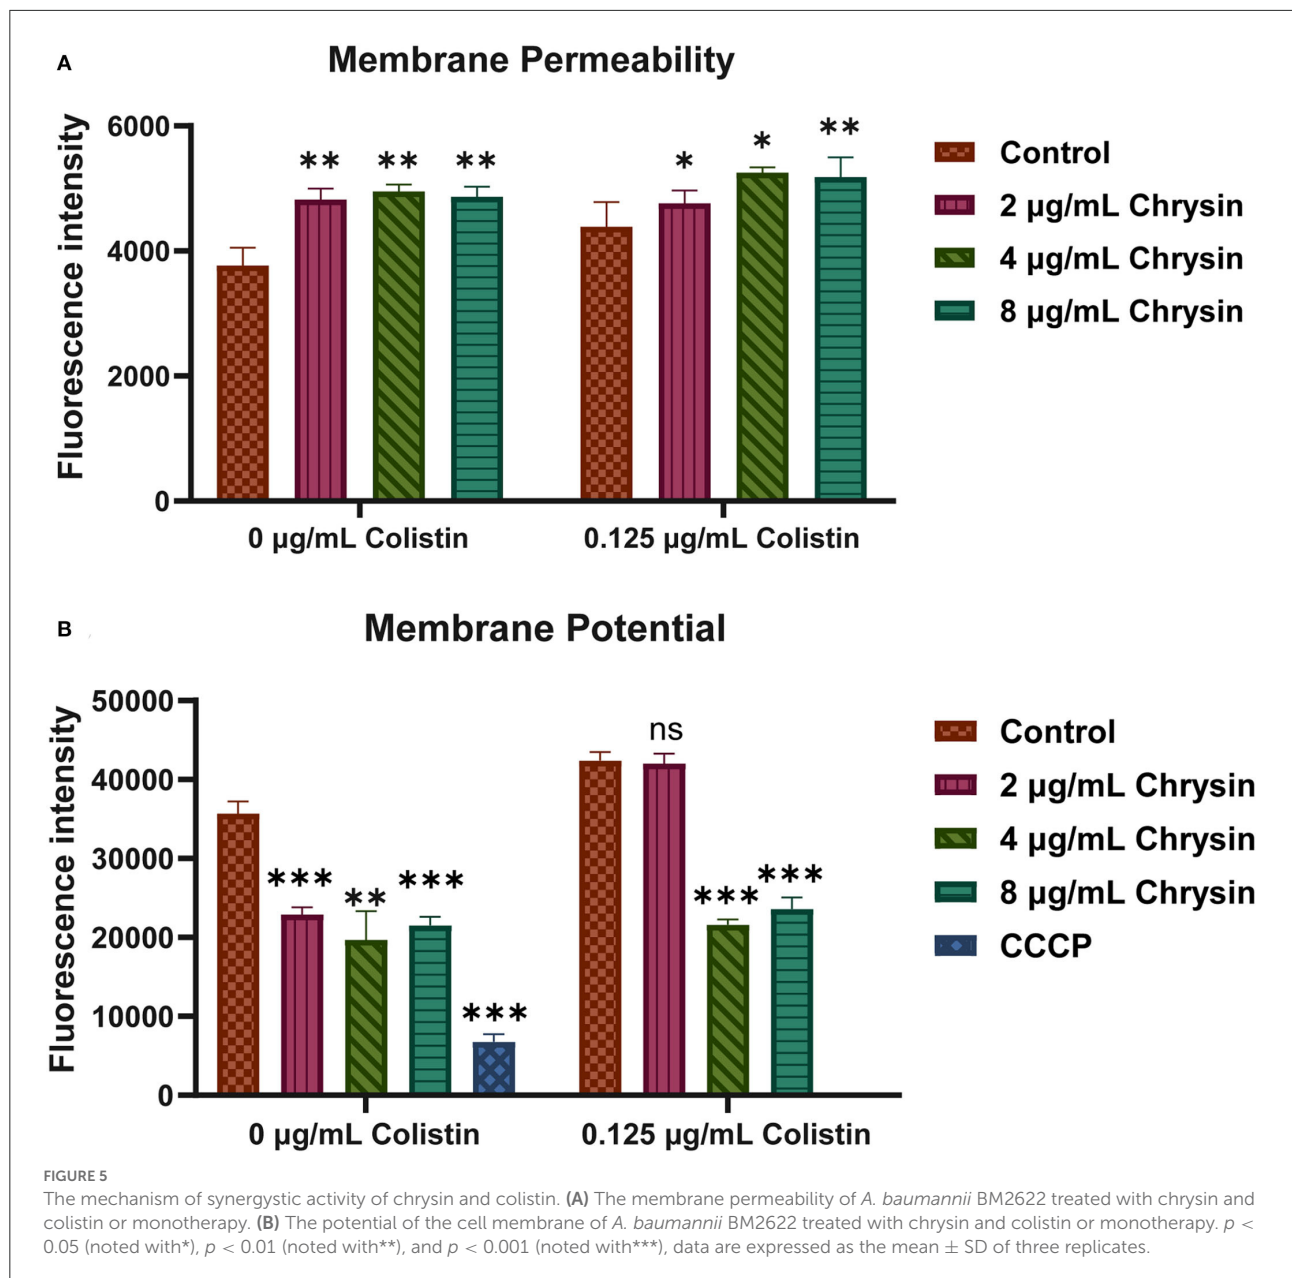 A
Membrane Permeability
Fluorescence intensity
6000
4000
2000
0
** ** ** * * **
0 µg/mL Colistin
0.125 µg/mL Colistin
Control
2 µg/mL Chrysin
4 µg/mL Chrysin
8 µg/mL Chrysin
B
Membrane Potential
Fluorescence intensity
50000
40000
30000
20000
10000
0
*** ** *** *** ns *** ***
0 µg/mL Colistin
0.125 µg/mL Colistin
Control
2 µg/mL Chrysin
4 µg/mL Chrysin
8 µg/mL Chrysin
CCCP
FIGURE 5
The mechanism of synergystic activity of chrysin and colistin. (A) The membrane permeability of A. baumannii BM2622 treated with chrysin and
colistin or monotherapy. (B) The potential of the cell membrane of A. baumannii BM2622 treated with chrysin and colistin or monotherapy. p <
0.05 (noted with*), p < 0.01 (noted with**), and p < 0.001 (noted with***), data are expressed as the mean ± SD of three replicates.